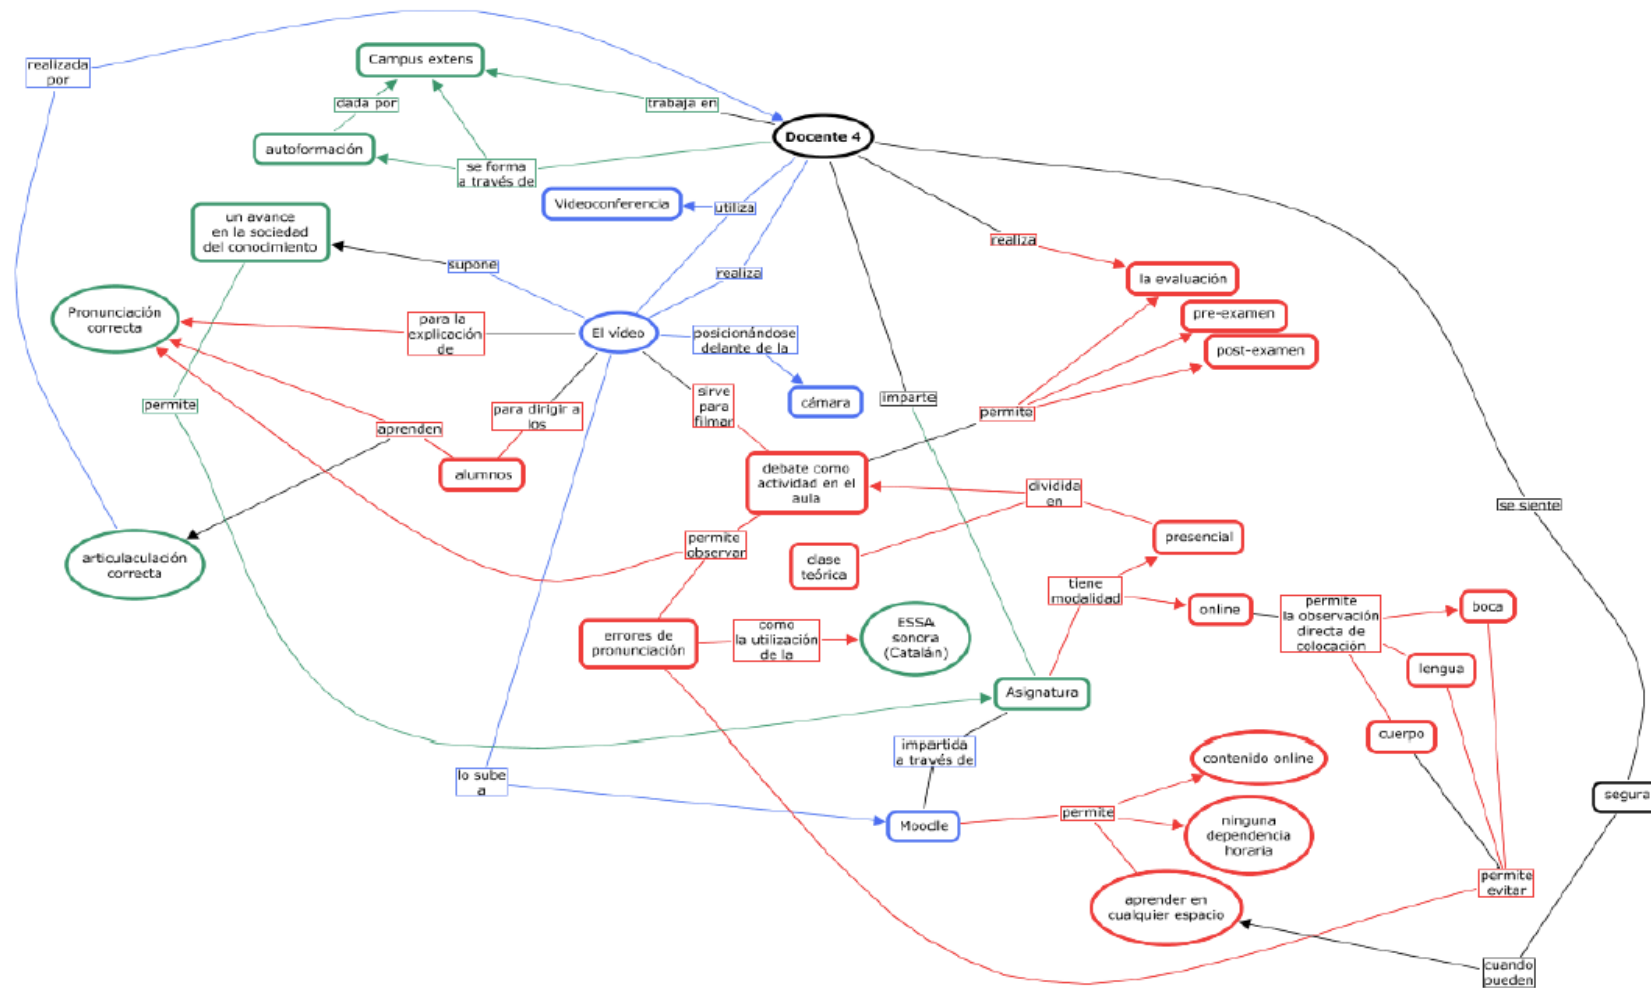 realizada
por
Campus extens
dada por
trabaja en
autoformación
se forma
a través de
Docente 4
Videoconferencia
utiliza
un avance
en la sociedad
del conocimiento
supone
realiza
realiza
la evaluación
pre-examen
post-examen
Pronunciación
correcta
para la
explicación
de
El vídeo
posicionándose
delante de la
cámara
imparte
permite
permite
para dirigir a
los
sirve
para
filmar
aprenden
alumnos
debate como
actividad en el
aula
dividida
en
se siente
presencial
articulaculación
correcta
permite
observar
clase
teórica
tiene
modalidad
online
permite
la observación
directa de
colocación
boca
lengua
cuerpo
errores de
pronunciación
como
la utilización
de la
ESSA
sonora
(Catalán)
Asignatura
impartida
a través de
lo sube
a
Moodle
permite
contenido online
ninguna
dependencia
horaria
aprender en
cualquier espacio
segura
permite
evitar
cuando
pueden